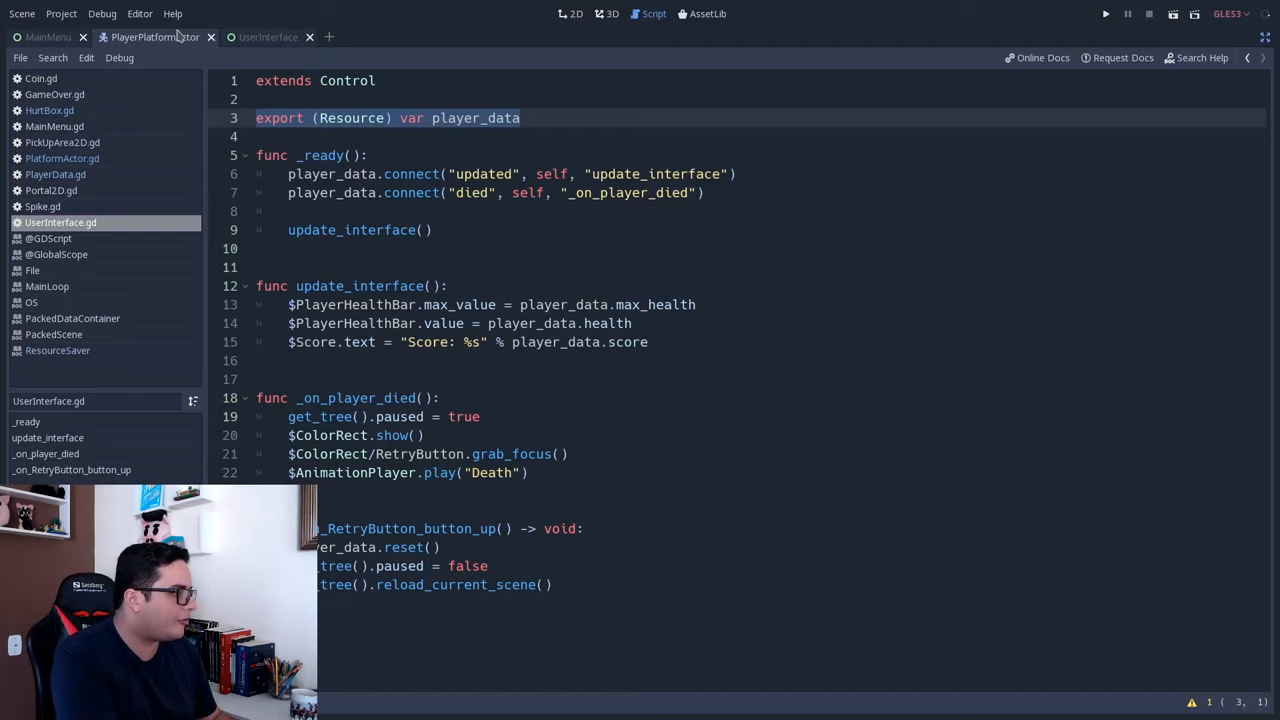 Scene Project Debug Editor Help 2D 3D Script AssetLib GLES3
MainMenu PlayerPlatform ctor UserInterface
File Search Edit Debug Online Docs Request Docs Search Help
Coin.gd
GameOver.gd
HurtBox.gd
MainMenu.gd
PickUpArea2D.gd
PlatformActor.gd
PlayerData.gd
Portal2D.gd
Spike.gd
UserInterface.gd
@GDScript
@GlobalScope
File
MainLoop
OS
PackedDataContainer
PackedScene
ResourceSaver
UserInterface.gd
_ready
update_interface
_on_player_died
_on_RetryButton_button_up
1 extends Control
2
3 export (Resource) var player_data
4
5 func _ready():
6 player_data.connect("updated", self, "update_interface")
7 player_data.connect("died", self, "_on_player_died")
8
9 update_interface()
10
11
12 func update_interface():
13 $PlayerHealthBar.max_value = player_data.max_health
14 $PlayerHealthBar.value = player_data.health
15 $Score.text = "Score: %s" % player_data.score
16
17
18 func _on_player_died():
19 get_tree().paused = true
20 $ColorRect.show()
21 $ColorRect/RetryButton.grab_focus()
22 $AnimationPlayer.play("Death")
n_RetryButton_button_up() -> void:
er_data.reset()
_tree().paused = false
_tree().reload_current_scene()
1 ( 3, 1)
Sandberg